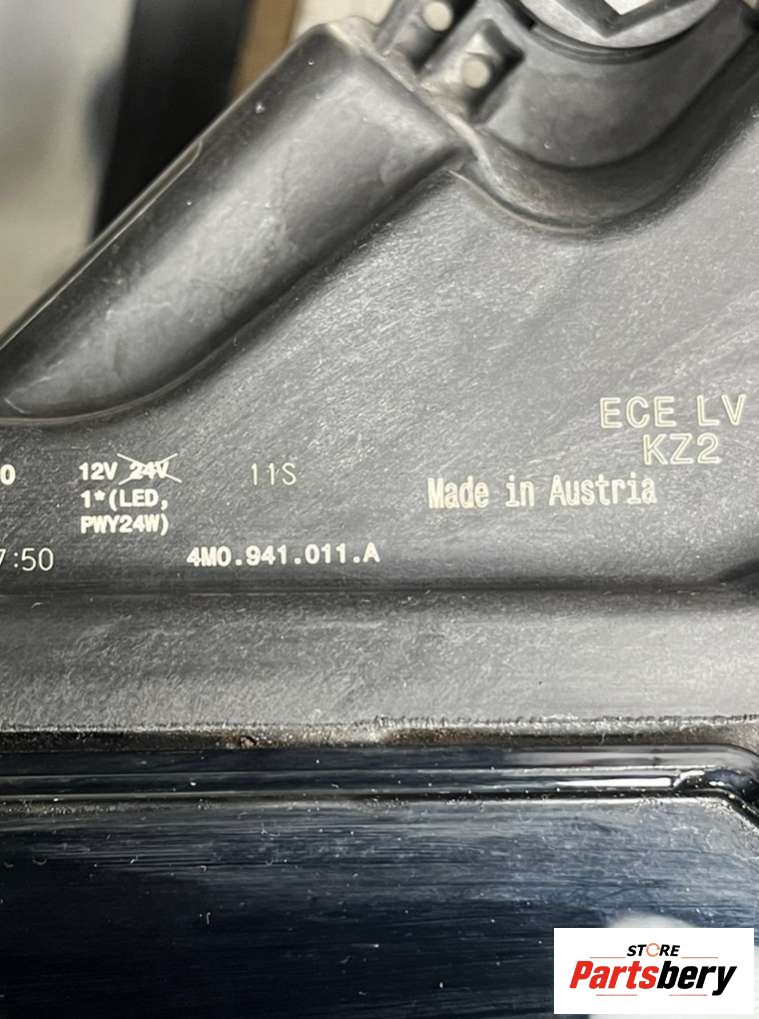 ECE LV
KZ2
0 12V 24V 11S
1*(LED,
PWY24W)
Made in Austria
7:50 4M0.941.011.A
STORE
Partsbery